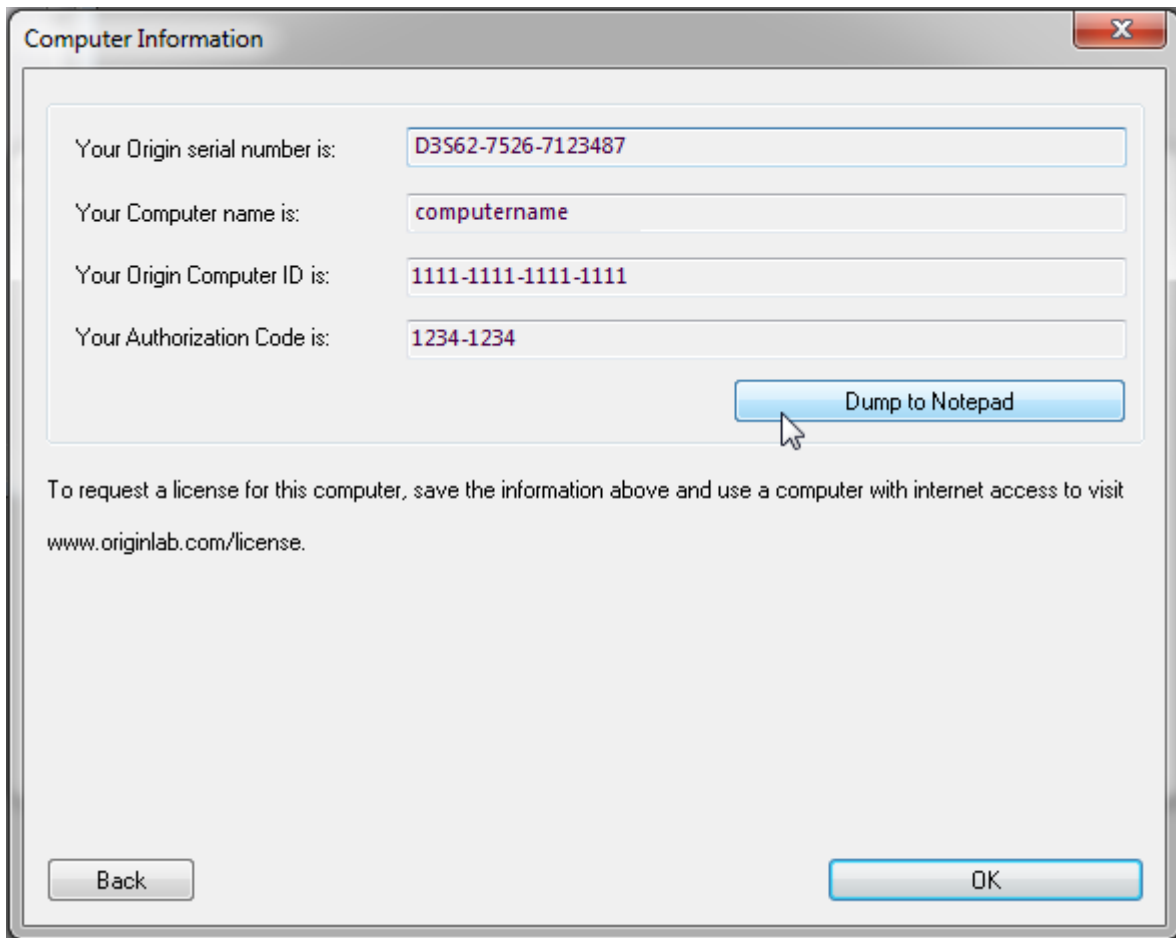 Computer Information
Your Origin serial number is: D3S62-7526-7123487
Your Computer name is: computername
Your Origin Computer ID is: 1111-1111-1111-1111
Your Authorization Code is: 1234-1234
Dump to Notepad
To request a license for this computer, save the information above and use a computer with internet access to visit
www.originlab.com/license.
Back OK